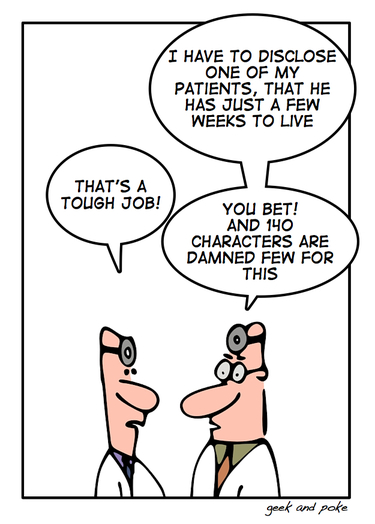 I HAVE TO DISCLOSE
ONE OF MY
PATIENTS, THAT HE
HAS JUST A FEW
WEEKS TO LIVE
THAT'S A
TOUGH JOB!
YOU BET!
AND 140
CHARACTERS ARE
DAMNED FEW FOR
THIS
geek and poke